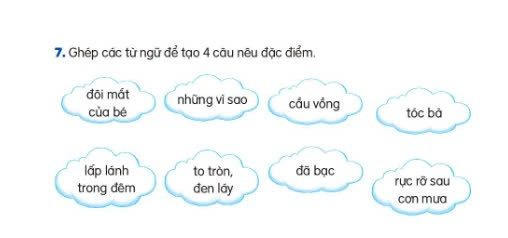 7. Ghép các từ ngữ để tạo 4 câu nêu đặc điểm.
đôi mắt
của bé
những vì sao
cầu vồng
tóc bà
lấp lánh
trong đêm
to tròn,
đen láy
đã bạc
rực rỡ sau
cơn mưa